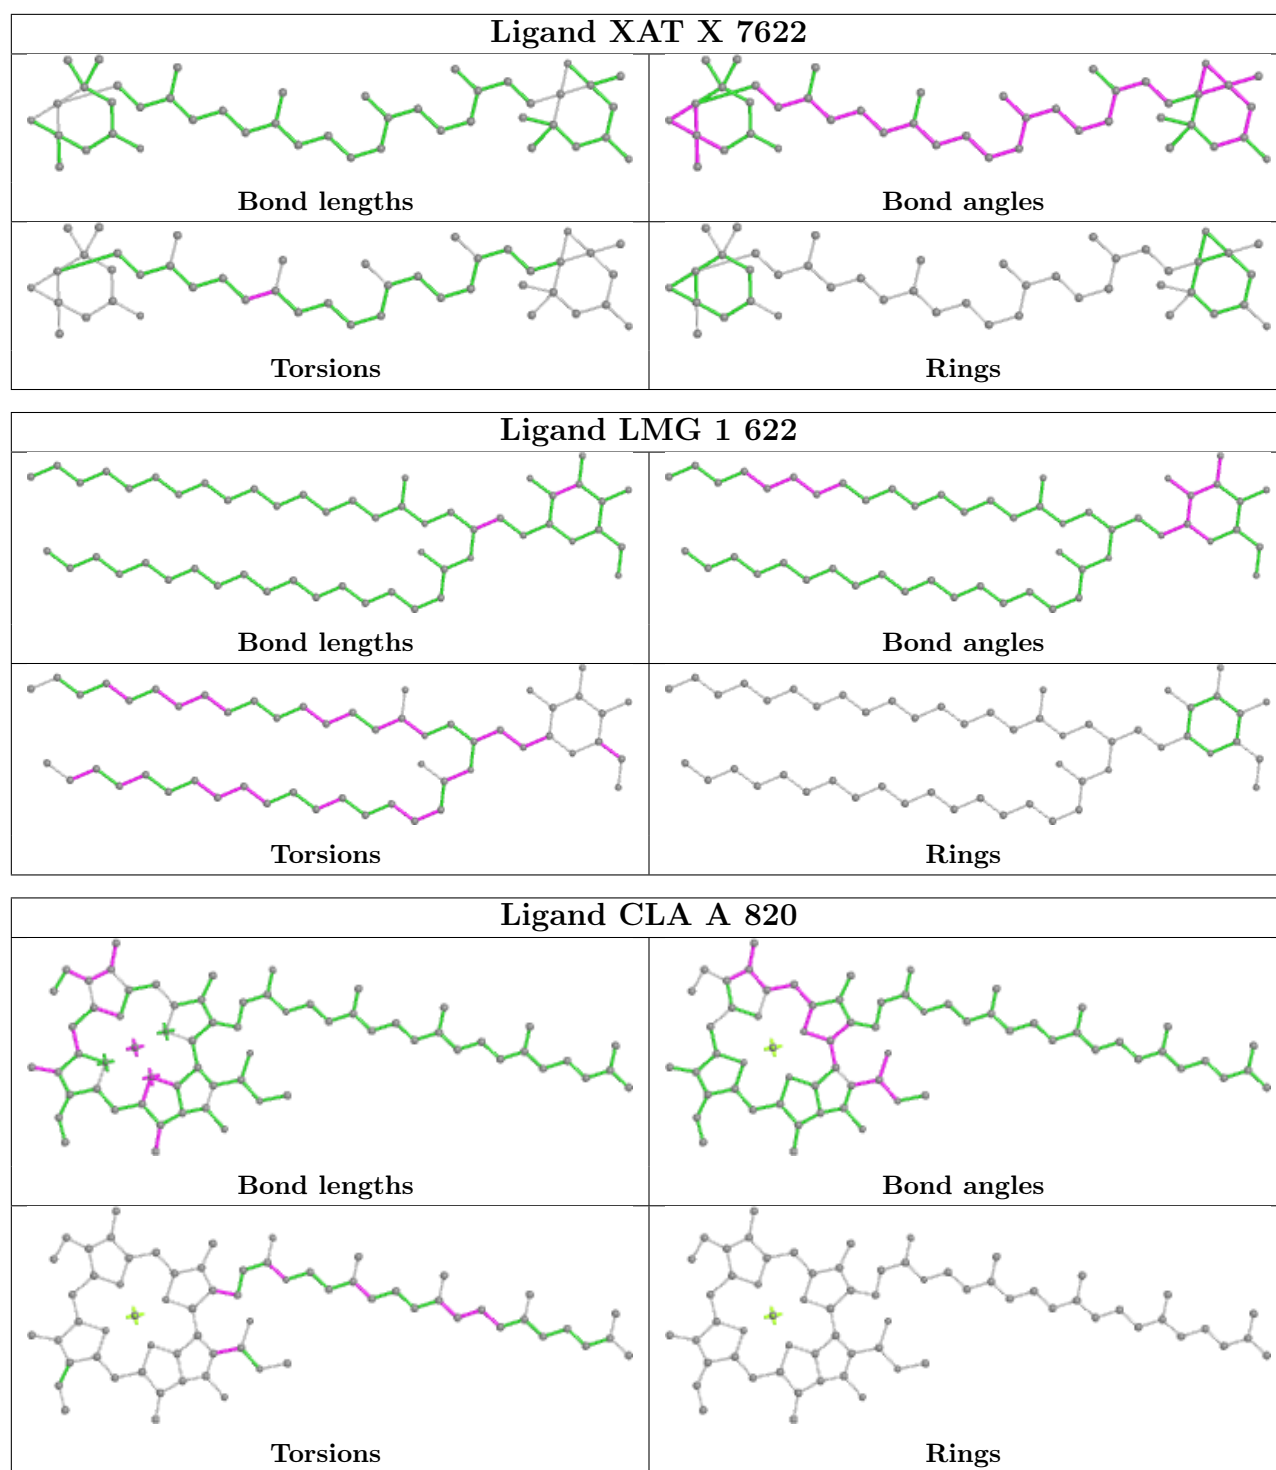 Ligand XAT X 7622
Bond lengths
Bond angles
Torsions
Rings
Ligand LMG 1 622
Bond lengths
Bond angles
Torsions
Rings
Ligand CLA A 820
Bond lengths
Bond angles
Torsions
Rings